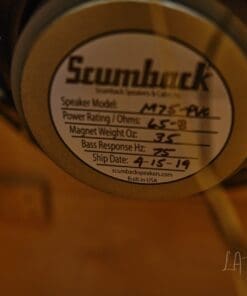 Scumback
Scumback Speakers & Cabs, Inc.
Speaker Model: M75-PVC
Power Rating / Ohms: 65-8
Magnet Weight Oz: 35
Bass Response Hz: 75
Ship Date: 4-15-19
scumbackspeakers.com
Built in USA
LA